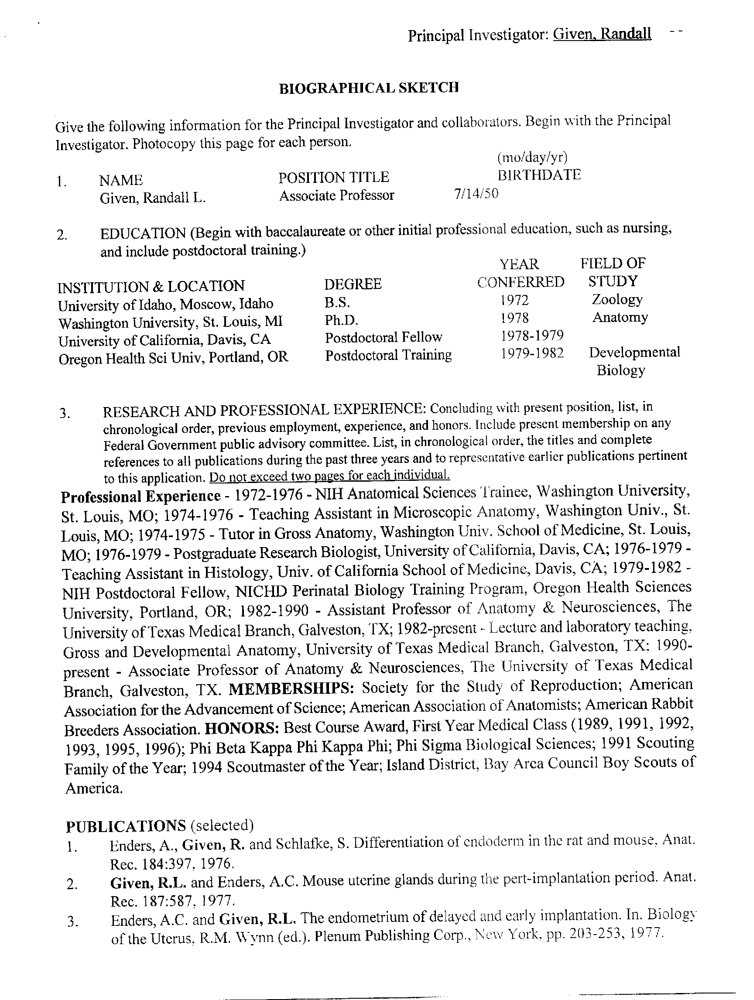 Principal Investigator: Given, Randall --
BIOGRAPHICAL SKETCH
Give the following information for the Principal Investigator and collaborators. Begin with the Principal
Investigator. Photocopy this page for each person.
(mo/day/yr)
1. NAME POSITION TITLE BIRTHDATE
Given, Randall L. Associate Professor 7/14/50
2. EDUCATION (Begin with baccalaureate or other initial professional education, such as nursing,
and include postdoctoral training.)
YEAR FIELD OF
INSTITUTION & LOCATION DEGREE CONFERRED STUDY
University of Idaho, Moscow, Idaho B.S. 1972 Zoology
Washington University, St. Louis, MI Ph.D. 1978 Anatomy
University of California, Davis, CA Postdoctoral Fellow 1978-1979
Oregon Health Sci Univ, Portland, OR Postdoctoral Training 1979-1982 Developmental
Biology
3. RESEARCH AND PROFESSIONAL EXPERIENCE: Concluding with present position, list, in
chronological order, previous employment, experience, and honors. Include present membership on any
Federal Government public advisory committee. List, in chronological order, the titles and complete
references to all publications during the past three years and to representative earlier publications pertinent
to this application. Do not exceed two pages for each individual.
Professional Experience - 1972-1976 - NIH Anatomical Sciences Trainee, Washington University,
St. Louis, MO; 1974-1976 - Teaching Assistant in Microscopic Anatomy, Washington Univ., St.
Louis, MO; 1974-1975 - Tutor in Gross Anatomy, Washington Univ. School of Medicine, St. Louis,
MO; 1976-1979 - Postgraduate Research Biologist, University of California, Davis, CA; 1976-1979 -
Teaching Assistant in Histology, Univ. of California School of Medicine, Davis, CA; 1979-1982 -
NIH Postdoctoral Fellow, NICHD Perinatal Biology Training Program, Oregon Health Sciences
University, Portland, OR; 1982-1990 - Assistant Professor of Anatomy & Neurosciences, The
University of Texas Medical Branch, Galveston, TX; 1982-present - Lecture and laboratory teaching,
Gross and Developmental Anatomy, University of Texas Medical Branch, Galveston, TX; 1990-
present - Associate Professor of Anatomy & Neurosciences, The University of Texas Medical
Branch, Galveston, TX. MEMBERSHIPS: Society for the Study of Reproduction; American
Association for the Advancement of Science; American Association of Anatomists; American Rabbit
Breeders Association. HONORS: Best Course Award, First Year Medical Class (1989, 1991, 1992,
1993, 1995, 1996); Phi Beta Kappa Phi Kappa Phi; Phi Sigma Biological Sciences; 1991 Scouting
Family of the Year; 1994 Scoutmaster of the Year; Island District, Bay Area Council Boy Scouts of
America.
PUBLICATIONS (selected)
1. Enders, A., Given, R. and Schlafke, S. Differentiation of endoderm in the rat and mouse. Anat.
Rec. 184:397, 1976.
2. Given, R.L. and Enders, A.C. Mouse uterine glands during the pert-implantation period. Anat.
Rec. 187:587, 1977.
3. Enders, A.C. and Given, R.L. The endometrium of delayed and early implantation. In. Biology
of the Uterus, R.M. Wynn (ed.). Plenum Publishing Corp., New York, pp. 203-253, 1977.